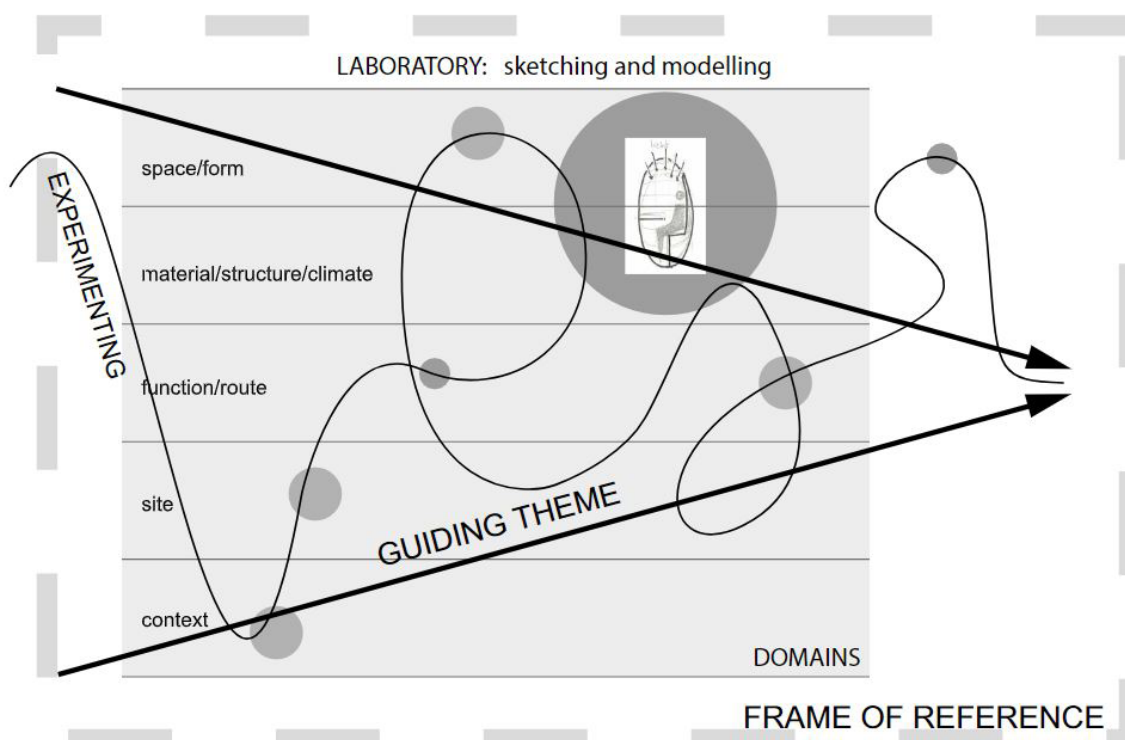 LABORATORY: sketching and modelling
space/form
EXPERIMENTING
material/structure/climate
function/route
site
GUIDING THEME
context
DOMAINS
FRAME OF REFERENCE